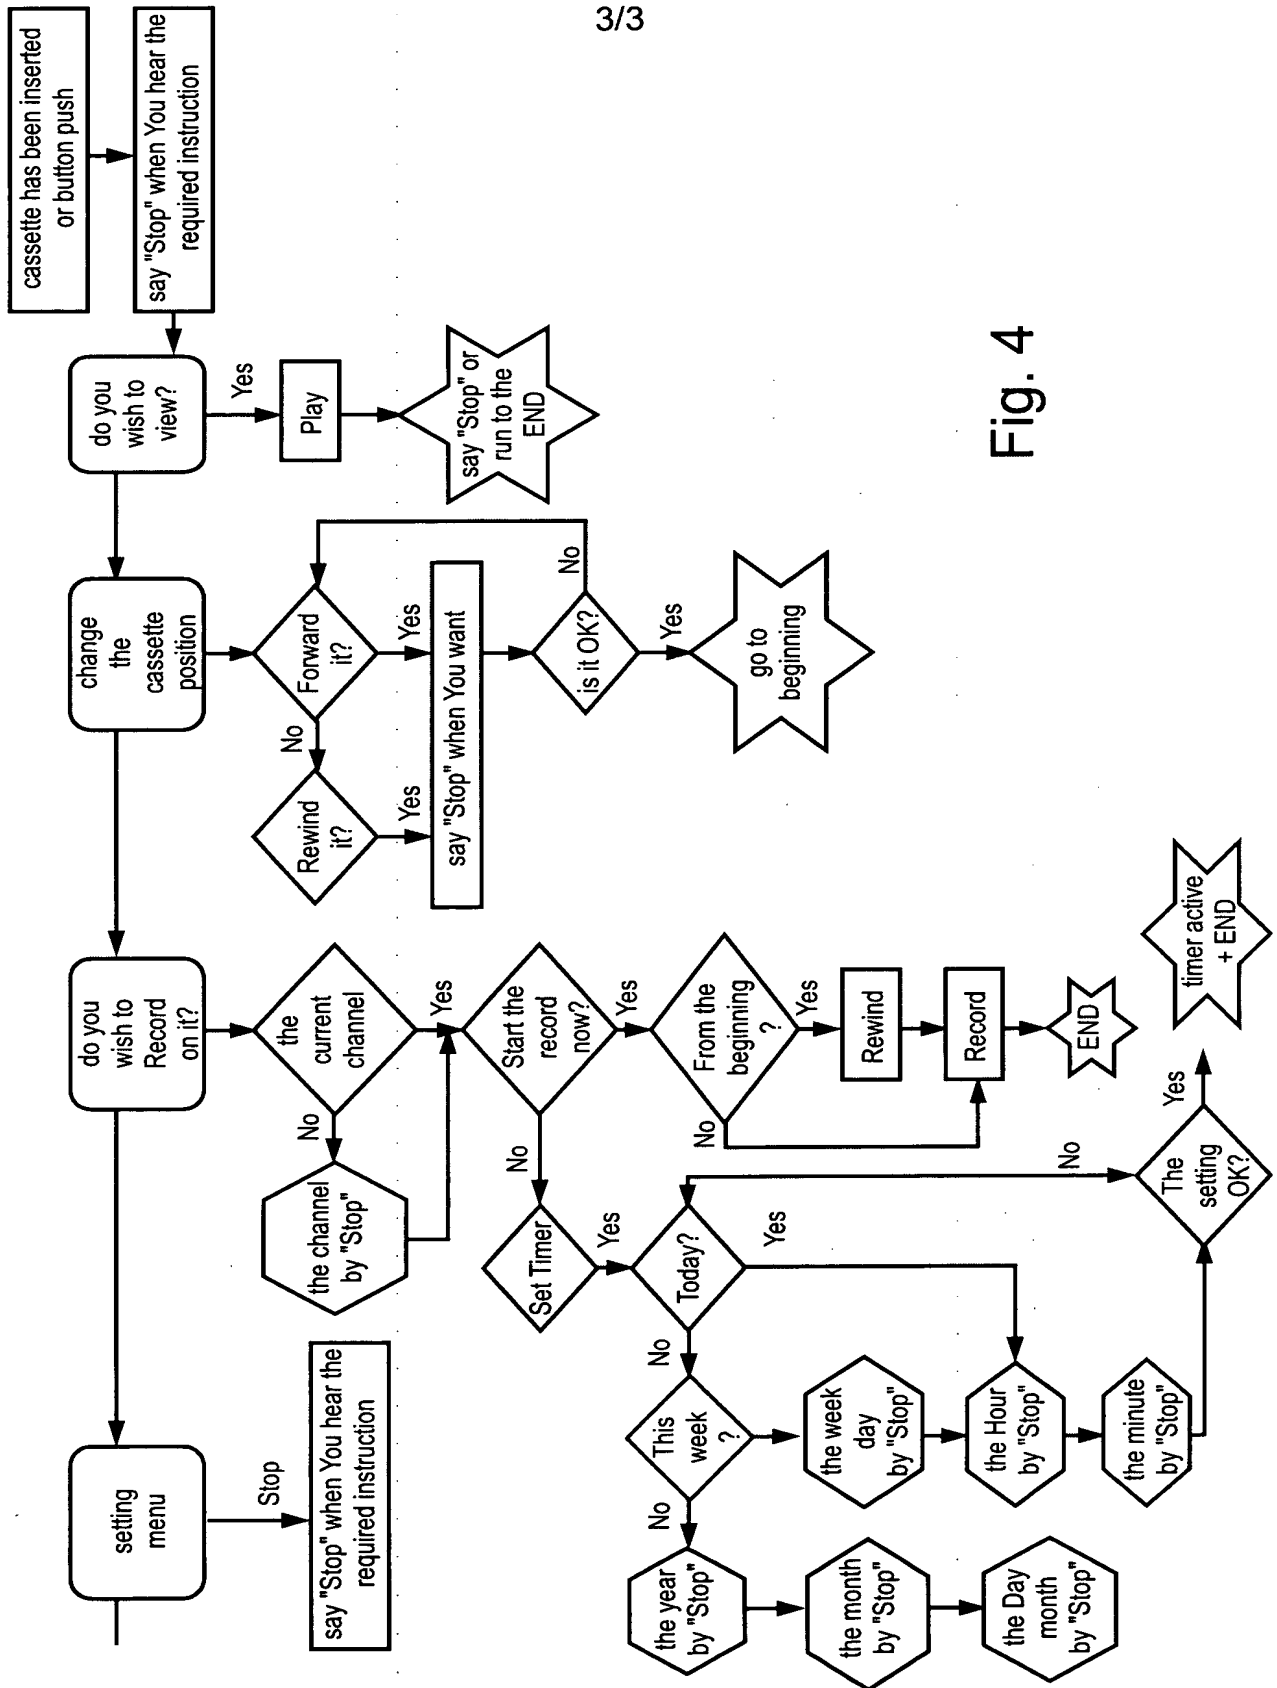 3/3
cassette has been inserted
or button push
say "Stop" when You hear the
required instruction
do you
wish to
view?
Yes
Play
say "Stop" or
run to the
END
change
the
cassette
position
Forward
it?
No
Yes
Rewind
it?
Yes
say "Stop" when You want
is it OK?
No
Yes
go to
beginning
do you
wish to
Record
on it?
the
current
channel
No
Yes
the channel
by "Stop"
Start the
record
now?
No
Yes
From the
beginning
?
No
Yes
Rewind
Record
END
Set Timer
Yes
Today?
No
Yes
This
week
?
No
the week
day
by "Stop"
the Hour
by "Stop"
the minute
by "Stop"
The
setting
OK?
No
Yes
timer active
+ END
the year
by "Stop"
the month
by "Stop"
the Day
month
by "Stop"
setting
menu
Stop
say "Stop" when You hear the
required instruction
Fig. 4